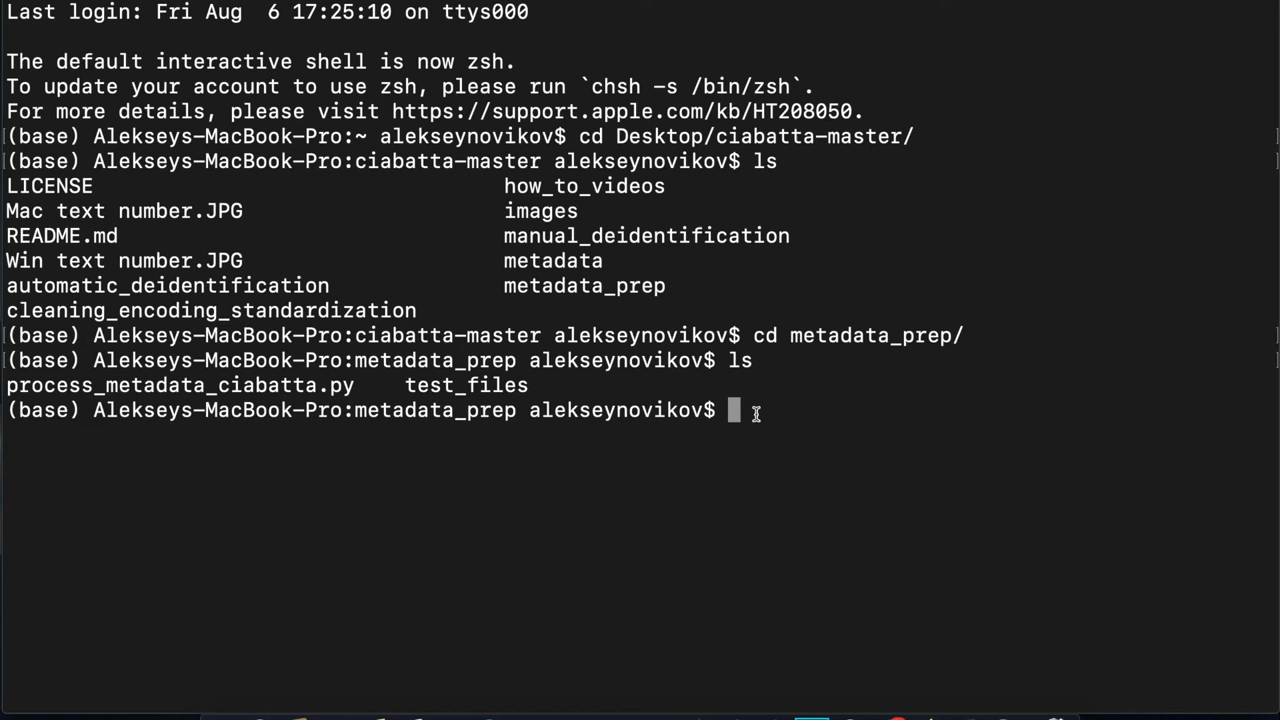 Last login: Fri Aug  6 17:25:10 on ttys000

The default interactive shell is now zsh.
To update your account to use zsh, please run `chsh -s /bin/zsh`.
For more details, please visit https://support.apple.com/kb/HT208050.
(base) Alekseys-MacBook-Pro:~ alekseynovikov$ cd Desktop/ciabatta-master/
(base) Alekseys-MacBook-Pro:ciabatta-master alekseynovikov$ ls
LICENSE                                 how_to_videos
Mac text number.JPG                     images
README.md                               manual_deidentification
Win text number.JPG                     metadata
automatic_deidentification              metadata_prep
cleaning_encoding_standardization
(base) Alekseys-MacBook-Pro:ciabatta-master alekseynovikov$ cd metadata_prep/
(base) Alekseys-MacBook-Pro:metadata_prep alekseynovikov$ ls
process_metadata_ciabatta.py    test_files
(base) Alekseys-MacBook-Pro:metadata_prep alekseynovikov$